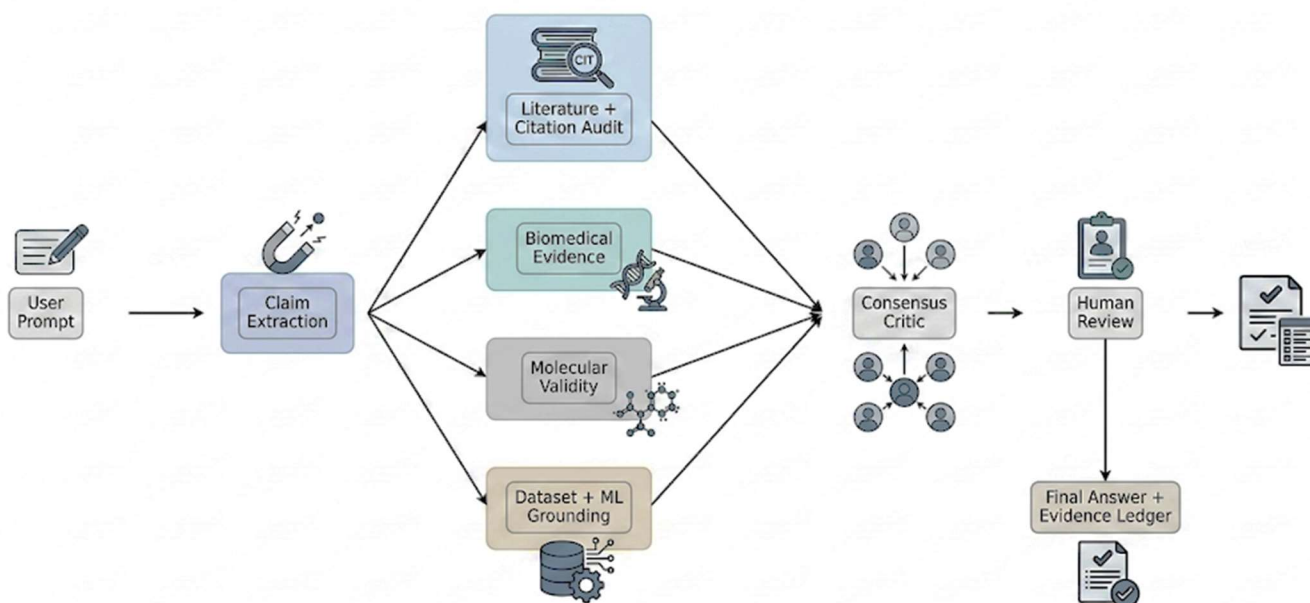 CIT
Literature +
Citation Audit
User
Prompt
Claim
Extraction
Biomedical
Evidence
Molecular
Validity
Dataset + ML
Grounding
Consensus
Critic
Human
Review
Final Answer +
Evidence Ledger